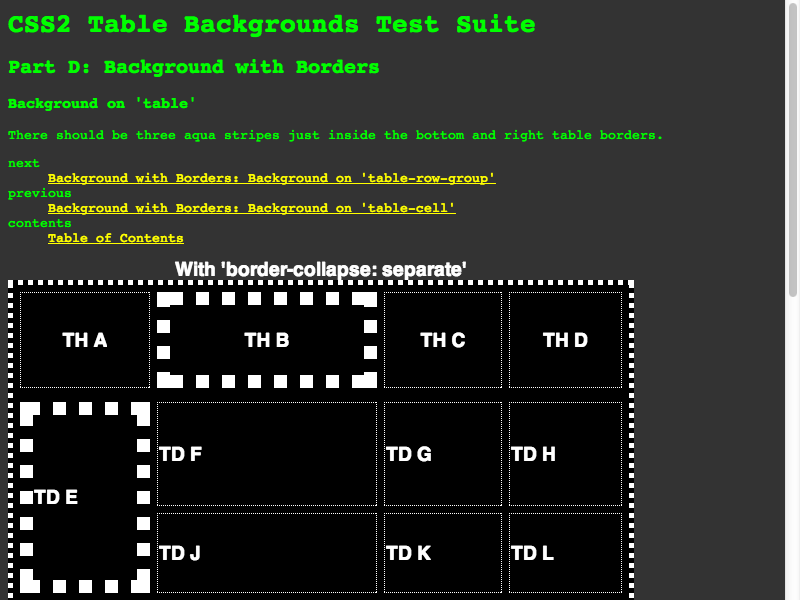 CSS2 Table Backgrounds Test Suite
Part D: Background with Borders
Background on 'table'
There should be three aqua stripes just inside the bottom and right table borders.
next
Background with Borders: Background on 'table-row-group'
previous
Background with Borders: Background on 'table-cell'
contents
Table of Contents
With 'border-collapse: separate'
TH A TH B TH C TH D
TD F TD G TD H
TD E
TD J TD K TD L